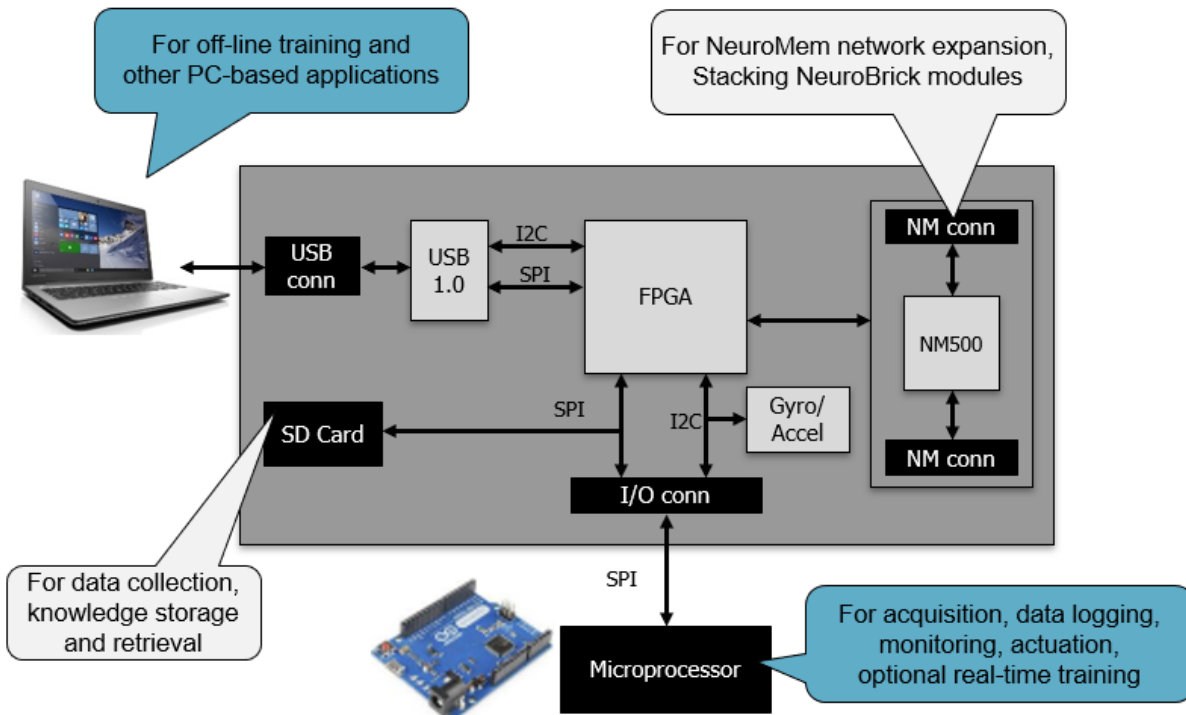 For off-line training and
other PC-based applications
For NeuroMem network expansion,
Stacking NeuroBrick modules
USB
conn
USB
1.0
I2C
SPI
FPGA
NM conn
NM500
NM conn
SD Card
SPI
I2C
Gyro/
Accel
I/O conn
SPI
For data collection,
knowledge storage
and retrieval
Microprocessor
For acquisition, data logging,
monitoring, actuation,
optional real-time training